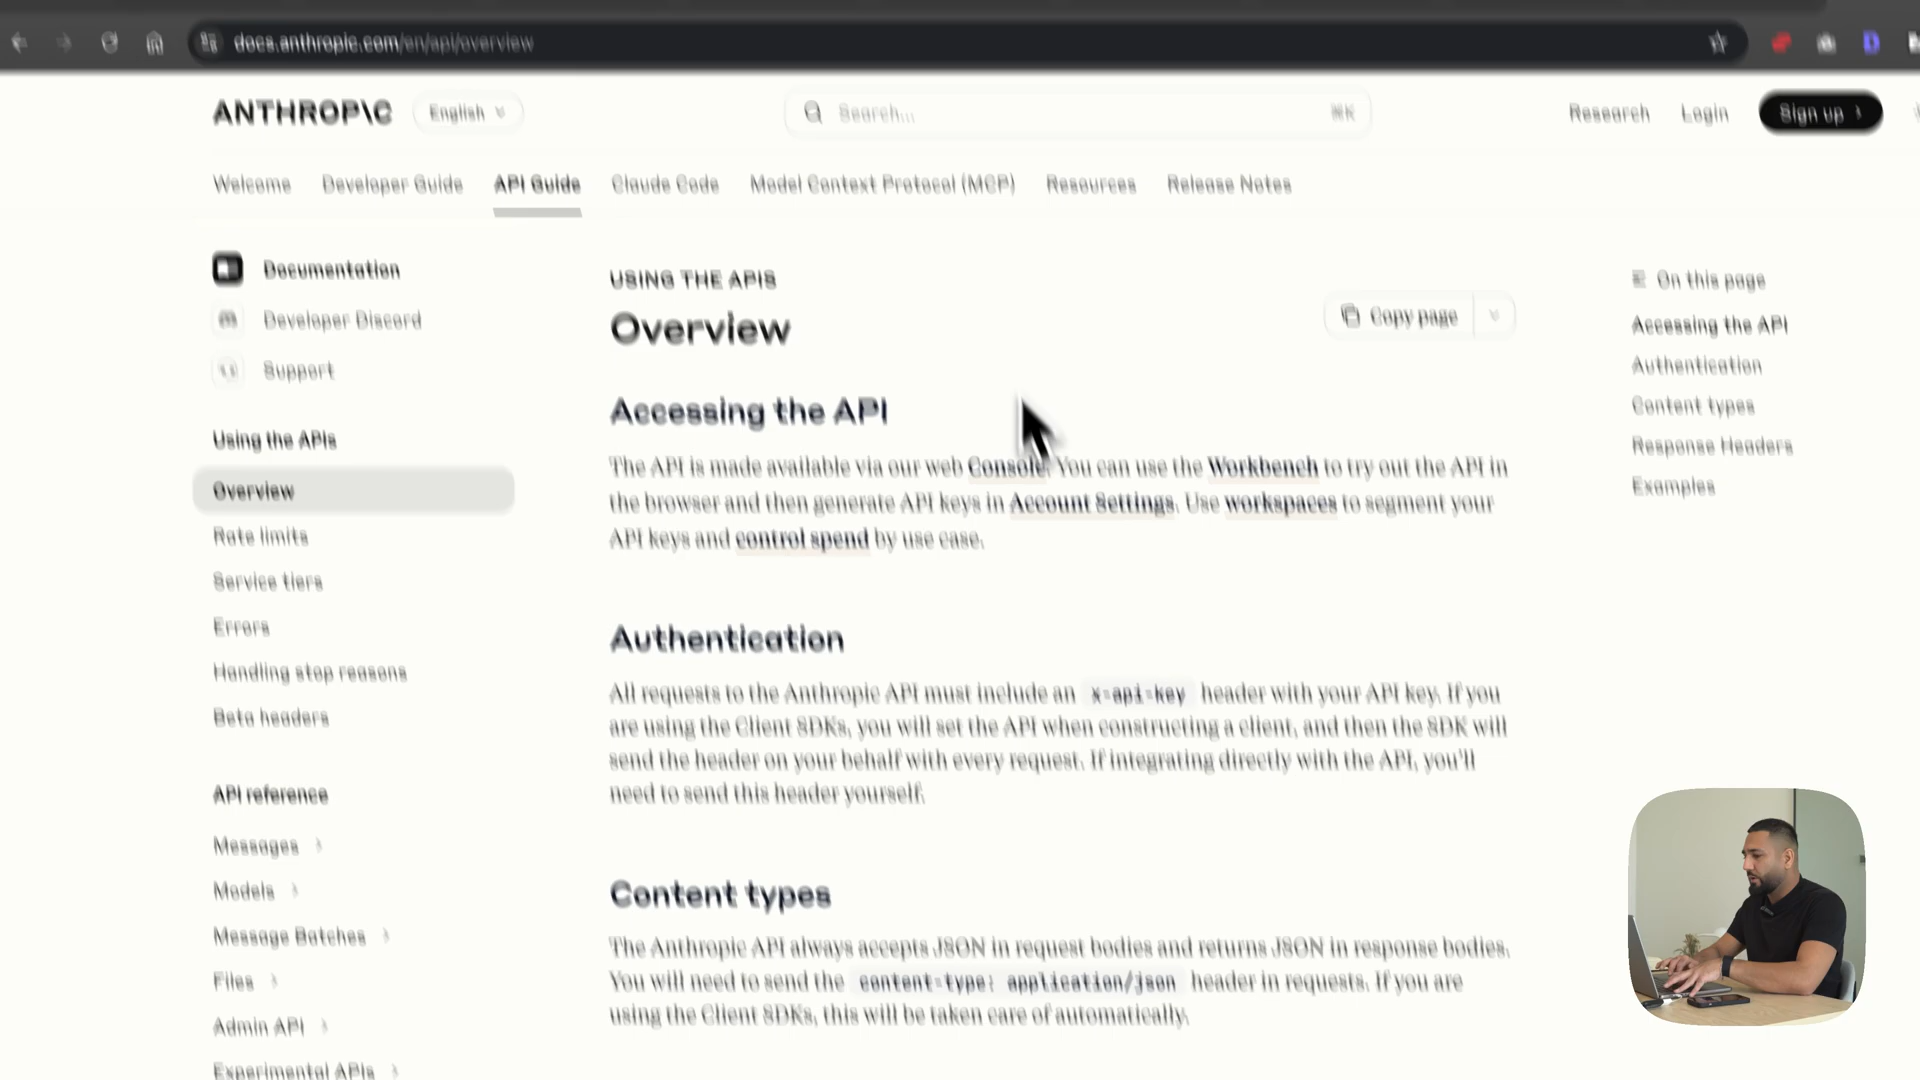 docs.anthropic.com/en/api/overview
ANTHROP\C
English
Search...
⌘K
Research
Login
Sign up
Welcome
Developer Guide
API Guide
Claude Code
Model Context Protocol (MCP)
Resources
Release Notes
Documentation
Developer Discord
Support
Using the APIs
Overview
Rate limits
Service tiers
Errors
Handling stop reasons
Beta headers
API reference
Messages
Models
Message Batches
Files
Admin API
Experimental APIs
USING THE APIS
Overview
Copy page
Accessing the API
The API is made available via our web Console. You can use the Workbench to try out the API in
the browser and then generate API keys in Account Settings. Use workspaces to segment your
API keys and control spend by use case.
Authentication
All requests to the Anthropic API must include an x-api-key header with your API key. If you
are using the Client SDKs, you will set the API when constructing a client, and then the SDK will
send the header on your behalf with every request. If integrating directly with the API, you'll
need to send this header yourself.
Content types
The Anthropic API always accepts JSON in request bodies and returns JSON in response bodies.
You will need to send the content-type: application/json header in requests. If you are
using the Client SDKs, this will be taken care of automatically.
On this page
Accessing the API
Authentication
Content types
Response Headers
Examples